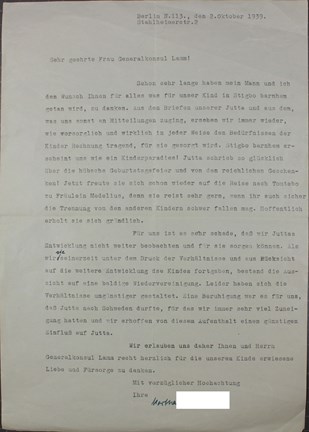 Berlin N.113., den 8.Oktober 1939.
Stahlheimerstr.
Sehr geehrte Frau Generalkonsul Lamm!
Schon sehr lange haben mein Mann und ich
den Wunsch Ihnen für alles was für unser Kind in Stigbo barnhem
getan wird, zu danken. Aus den Briefen unserer Jutta und aus dem,
was uns sonst an Mitteilungen zuging, ersehen wir immer wieder,
wie vorsorglich und wirklich in jeder Weise den Bedürfnissen der
Kinder Rechnung tragend, für sie gesorgt wird. Stigbo barnhem er-
scheint uns wie ein Kinderparadies! Jutta schrieb so glücklich
über die hübsche Geburtstagsfeier und von den reichlichen Geschen-
ken! Jetzt freute sie sich schon wieder auf die Reise nach
zu Fräulein denn sie reist sehr gern, wenn ihr auch sicher
die Trennung von den anderen Kindern schwer fallen mag. Hoffentlich
erholt sie sich gründlich.
Für uns ist es sehr schade, daß wir Juttas
Entwicklung nicht weiter beobachten und für sie sorgen können. Als
wir sie seinerzeit unter dem Druck der Verhältnisse und aus Rücksicht
auf die weitere Entwicklung des Kindes fortgaben, bestand die Aus-
sicht auf eine baldige Wiedervereinigung. Leider haben sich die
Verhältnisse ungünstiger gestaltet. Eine Beruhigung war es für uns,
daß Jutta nach Schweden durfte, für das wir immer sehr viel Zunei-
gung hatten und wir erhoffen von diesem Aufenthalt einen günstigen
Einfluß auf Jutta.
Wir erlauben uns daher Ihnen und Herrn
Generalkonsul Lamm recht herzlich für die unserem Kinde erwiesene
Liebe und Fürsorge zu danken.
Mit vorzüglicher Hochachtung
Ihre